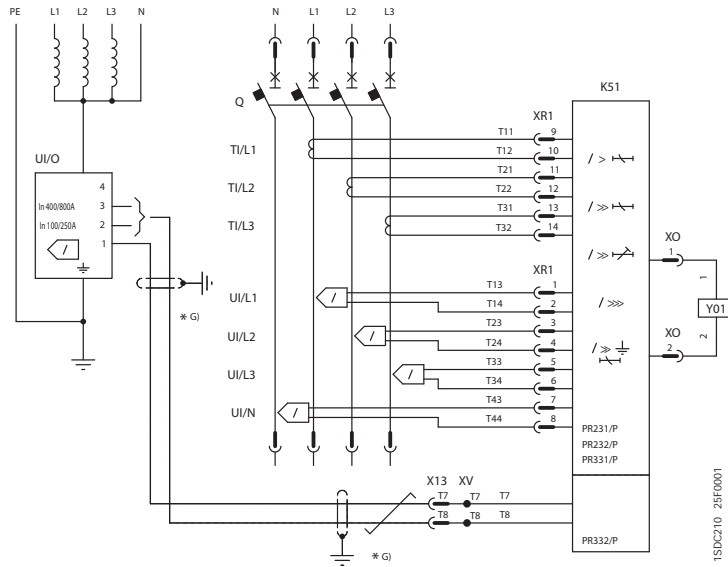 PE L1 L2 L3 N
N L1 L2 L3
K51
Q
XR1
UI/O
TI/L1
T11 9
T12 10
/ >
TI/L2
T21 11
T22 12
/ ≫
TI/L3
T31 13
T32 14
/ ≫
4
In 400/800A 3
In 100/250A 2
1
/
* G)
XR1
UI/L1
/
T13 1
T14 2
/ ⋙
UI/L2
/
T23 3
T24 4
/ ≫
UI/L3
/
T33 5
T34 6
UI/N
/
T43 7
T44 8
XO
1
1
Y01
2
XO
2
PR231/P
PR232/P
PR331/P
X13 XV
T7 T7 T7
T8 T8 T8
* G)
PR332/P
1SDC210 25F0001